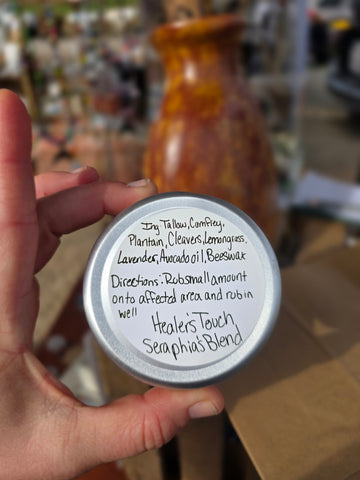 Ing Tallow, Comfrey,
Plantain, Cleavers, Lemongrass,
Lavender, Avocado oil, Beeswax
Directions: Rub small amount
onto affected area and rub in
well
Healer's Touch
Seraphia's Blend